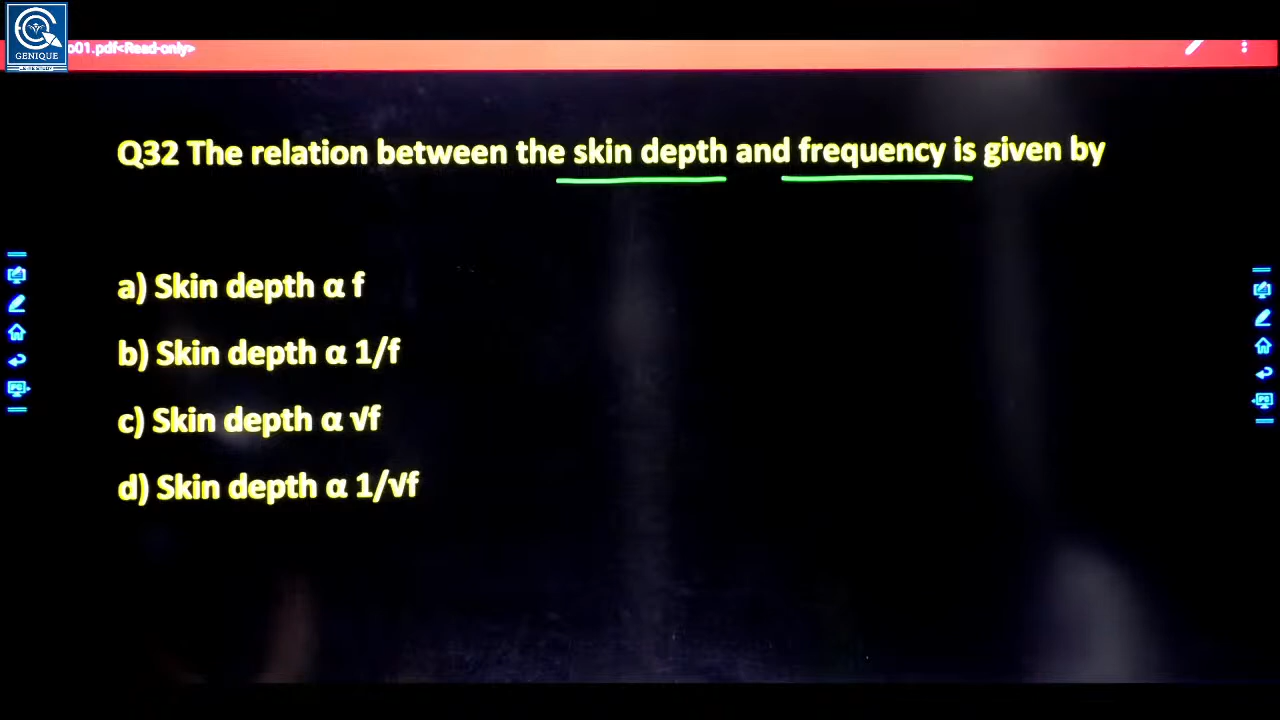 GENIQUE
o01.pdf<Read-only>
Q32 The relation between the skin depth and frequency is given by
a) Skin depth α f
b) Skin depth α 1/f
c) Skin depth α √f
d) Skin depth α 1/√f